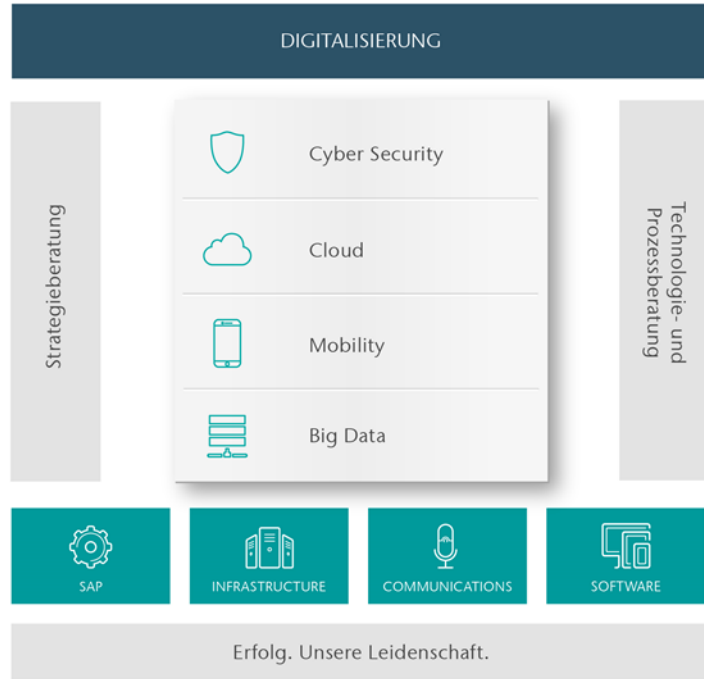 DIGITALISIERUNG
Strategieberatung
Cyber Security
Cloud
Mobility
Big Data
Technologie- und
Prozessberatung
SAP
INFRASTRUCTURE
COMMUNICATIONS
SOFTWARE
Erfolg. Unsere Leidenschaft.